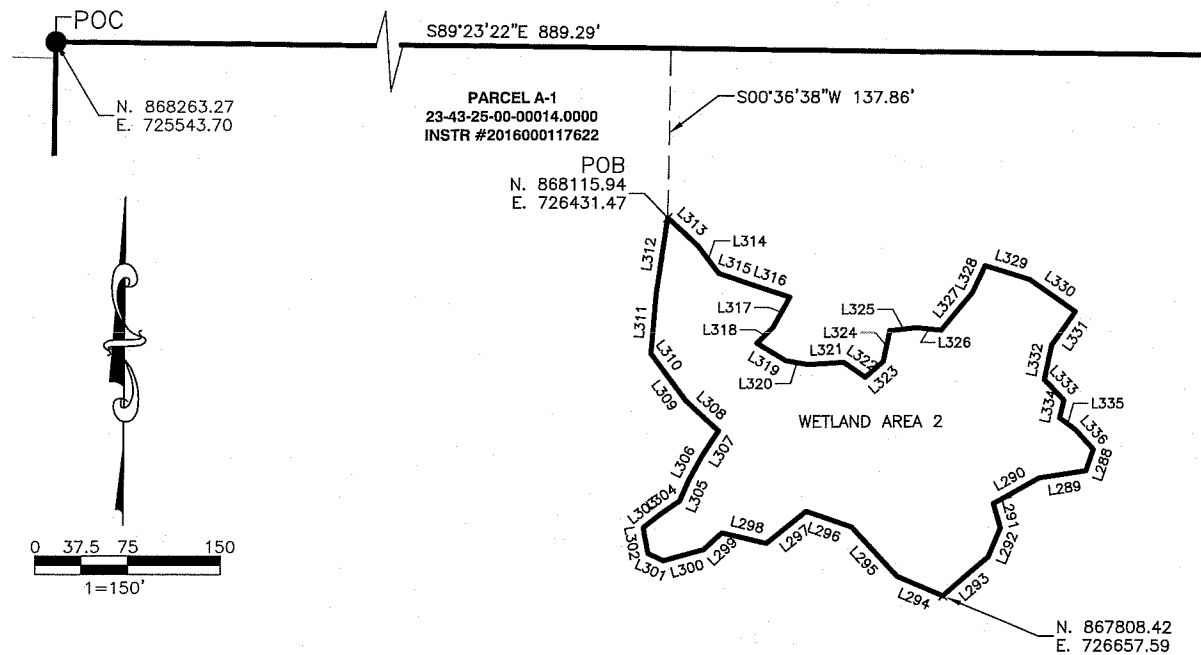 POC
S89°23'22"E 889.29'
N. 868263.27
E. 725543.70
PARCEL A-1
23-43-25-00-00014.0000
INSTR #2016000117622
S00°36'38"W 137.86'
POB
N. 868115.94
E. 726431.47
L313
L314
L312
L315
L316
L317
L318
L311
L310
L319
L320
L321
L322
L323
L324
L325
L326
L327
L328
L329
L330
L331
L332
L333
L334
L335
L336
L309
L308
L307
WETLAND AREA 2
L288
L289
L290
L291
L292
L306
L305
L304
L303
L302
L301
L300
L299
L298
L297
L296
L295
L294
L293
0 37.5 75 150
1=150'
N. 867808.42
E. 726657.59